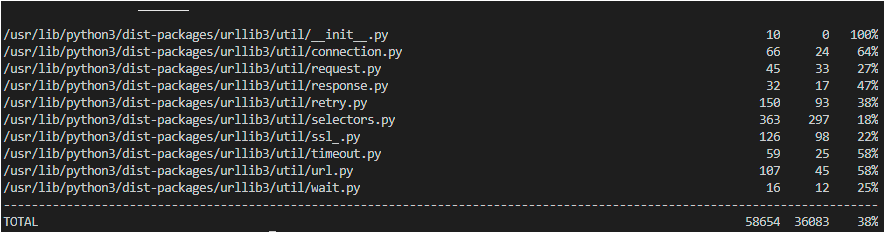 /usr/lib/python3/dist-packages/urllib3/util/__init__.py 10 0 100%
/usr/lib/python3/dist-packages/urllib3/util/connection.py 66 24 64%
/usr/lib/python3/dist-packages/urllib3/util/request.py 45 33 27%
/usr/lib/python3/dist-packages/urllib3/util/response.py 32 17 47%
/usr/lib/python3/dist-packages/urllib3/util/retry.py 150 93 38%
/usr/lib/python3/dist-packages/urllib3/util/selectors.py 363 297 18%
/usr/lib/python3/dist-packages/urllib3/util/ssl_.py 126 98 22%
/usr/lib/python3/dist-packages/urllib3/util/timeout.py 59 25 58%
/usr/lib/python3/dist-packages/urllib3/util/url.py 107 45 58%
/usr/lib/python3/dist-packages/urllib3/util/wait.py 16 12 25%
TOTAL 58654 36083 38%